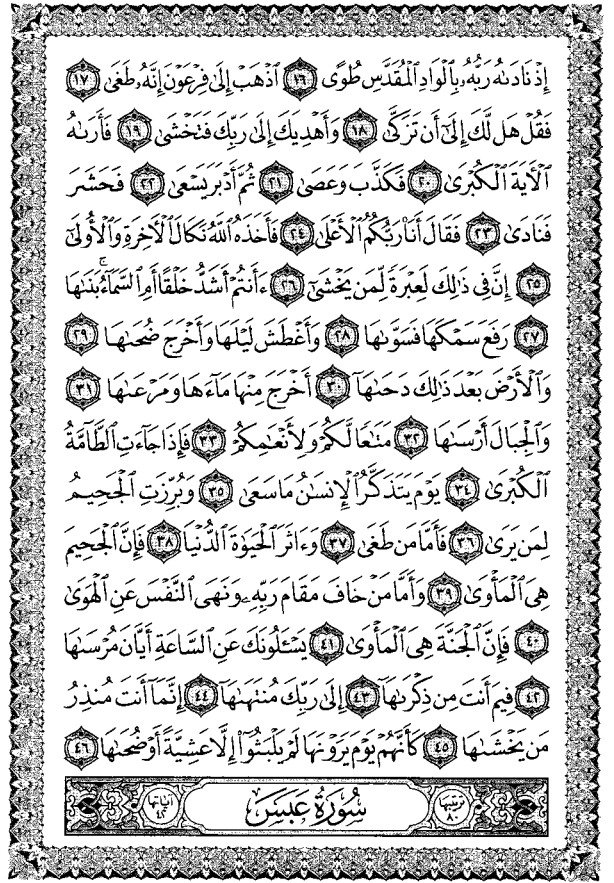 إِذْ نَادَىٰهُ رَبُّهُۥ بِٱلْوَادِ ٱلْمُقَدَّسِ طُوًى ١٦ ٱذْهَبْ إِلَىٰ فِرْعَوْنَ إِنَّهُۥ طَغَىٰ ١٧
فَقُلْ هَل لَّكَ إِلَىٰٓ أَن تَزَكَّىٰ ١٨ وَأَهْدِيَكَ إِلَىٰ رَبِّكَ فَتَخْشَىٰ ١٩ فَأَرَىٰهُ
ٱلْـَٔايَةَ ٱلْكُبْرَىٰ ٢٠ فَكَذَّبَ وَعَصَىٰ ٢١ ثُمَّ أَدْبَرَ يَسْعَىٰ ٢٢ فَحَشَرَ
فَنَادَىٰ ٢٣ فَقَالَ أَنَا۠ رَبُّكُمُ ٱلْأَعْلَىٰ ٢٤ فَأَخَذَهُ ٱللَّهُ نَكَالَ ٱلْـَٔاخِرَةِ وَٱلْأُولَىٰٓ
٢٥ إِنَّ فِى ذَٰلِكَ لَعِبْرَةً لِّمَن يَخْشَىٰٓ ٢٦ ءَأَنتُمْ أَشَدُّ خَلْقًا أَمِ ٱلسَّمَآءُ ۚ بَنَىٰهَا
٢٧ رَفَعَ سَمْكَهَا فَسَوَّىٰهَا ٢٨ وَأَغْطَشَ لَيْلَهَا وَأَخْرَجَ ضُحَىٰهَا ٢٩
وَٱلْأَرْضَ بَعْدَ ذَٰلِكَ دَحَىٰهَآ ٣٠ أَخْرَجَ مِنْهَا مَآءَهَا وَمَرْعَىٰهَا ٣١
وَٱلْجِبَالَ أَرْسَىٰهَا ٣٢ مَتَـٰعًا لَّكُمْ وَلِأَنْعَـٰمِكُمْ ٣٣ فَإِذَا جَآءَتِ ٱلطَّآمَّةُ
ٱلْكُبْرَىٰ ٣٤ يَوْمَ يَتَذَكَّرُ ٱلْإِنسَـٰنُ مَا سَعَىٰ ٣٥ وَبُرِّزَتِ ٱلْجَحِيمُ
لِمَن يَرَىٰ ٣٦ فَأَمَّا مَن طَغَىٰ ٣٧ وَءَاثَرَ ٱلْحَيَوٰةَ ٱلدُّنْيَا ٣٨ فَإِنَّ ٱلْجَحِيمَ
هِىَ ٱلْمَأْوَىٰ ٣٩ وَأَمَّا مَنْ خَافَ مَقَامَ رَبِّهِۦ وَنَهَى ٱلنَّفْسَ عَنِ ٱلْهَوَىٰ
٤٠ فَإِنَّ ٱلْجَنَّةَ هِىَ ٱلْمَأْوَىٰ ٤١ يَسْـَٔلُونَكَ عَنِ ٱلسَّاعَةِ أَيَّانَ مُرْسَىٰهَا
٤٢ فِيمَ أَنتَ مِن ذِكْرَىٰهَآ ٤٣ إِلَىٰ رَبِّكَ مُنتَهَىٰهَآ ٤٤ إِنَّمَآ أَنتَ مُنذِرُ
مَن يَخْشَىٰهَا ٤٥ كَأَنَّهُمْ يَوْمَ يَرَوْنَهَا لَمْ يَلْبَثُوٓا۟ إِلَّا عَشِيَّةً أَوْ ضُحَىٰهَا ٤٦
ترتيبها ٨٠ سُورَةُ عَبَسَ آياتها ٤٢